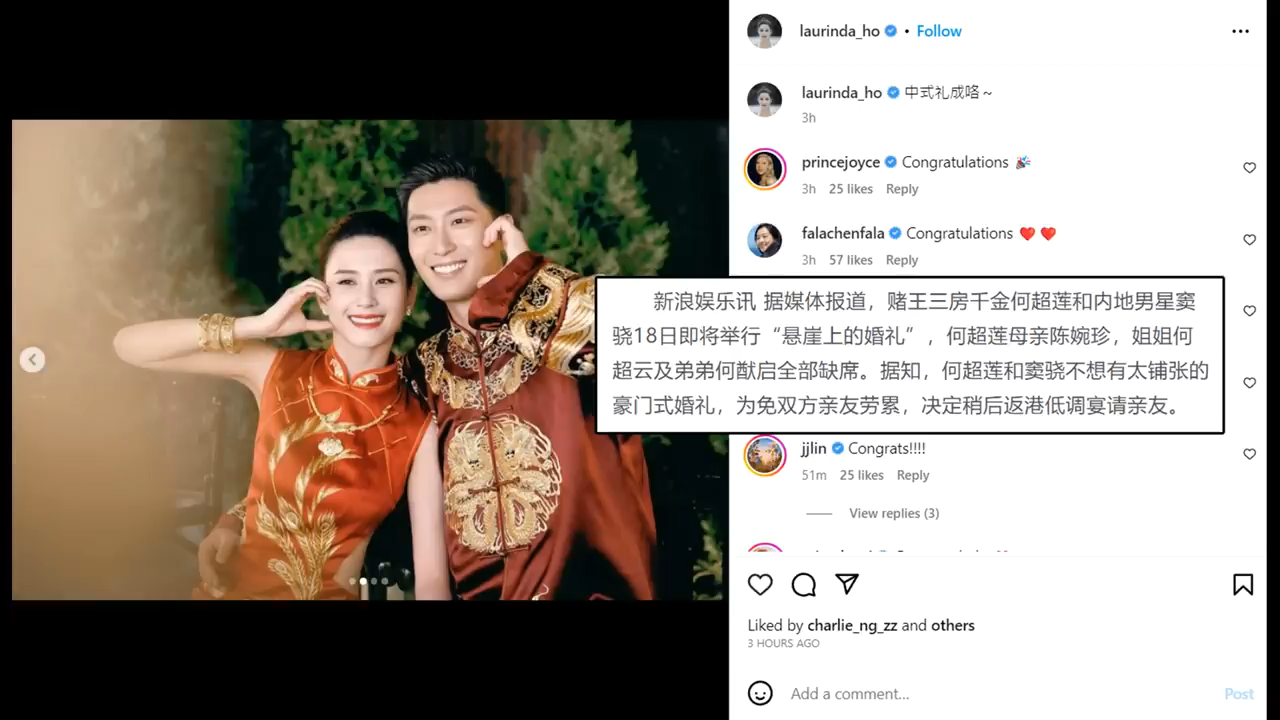 laurinda_ho • Follow
laurinda_ho 中式礼成咯~
3h
princejoyce Congratulations 🎉
3h 25 likes Reply
falachenfala Congratulations ❤️ ❤️
3h 57 likes Reply
新浪娱乐讯 据媒体报道，赌王三房千金何超莲和内地男星窦
骁18日即将举行“悬崖上的婚礼”，何超莲母亲陈婉珍，姐姐何
超云及弟弟何猷启全部缺席。据知，何超莲和窦骁不想有太铺张的
豪门式婚礼，为免双方亲友劳累，决定稍后返港低调宴请亲友。
jjlin Congrats!!!!
51m 25 likes Reply
View replies (3)
Liked by charlie_ng_zz and others
3 HOURS AGO
Add a comment...
Post